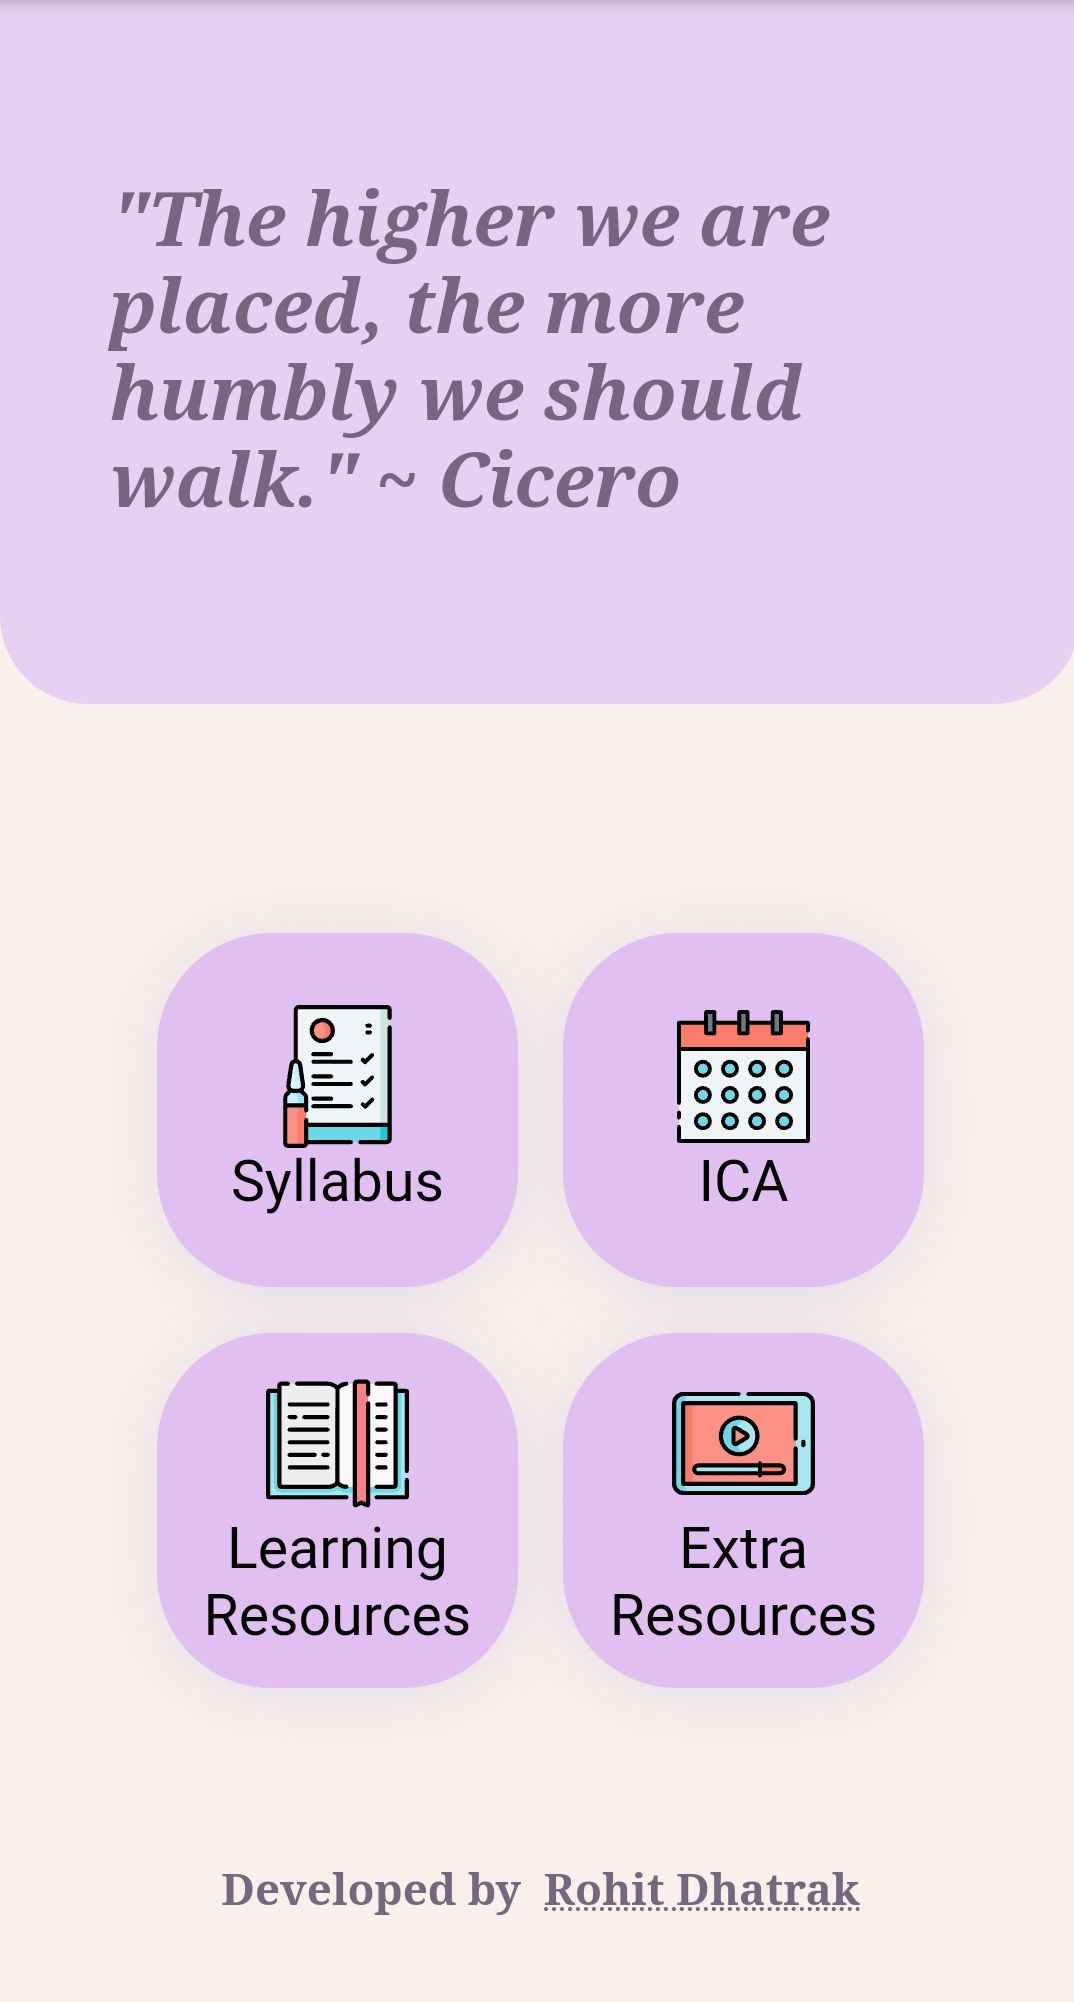 "The higher we are
placed, the more
humbly we should
walk." ~ Cicero
Syllabus
ICA
Learning
Resources
Extra
Resources
Developed by Rohit Dhatrak